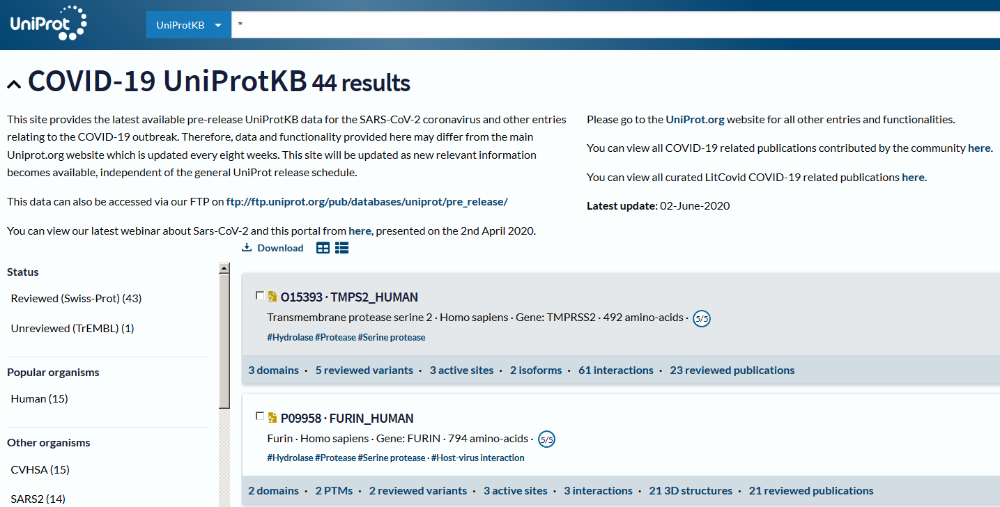 UniProt
UniProtKB
*
COVID-19 UniProtKB 44 results
This site provides the latest available pre-release UniProtKB data for the SARS-CoV-2 coronavirus and other entries
relating to the COVID-19 outbreak. Therefore, data and functionality provided here may differ from the main
Uniprot.org website which is updated every eight weeks. This site will be updated as new relevant information
becomes available, independent of the general UniProt release schedule.
This data can also be accessed via our FTP on ftp://ftp.uniprot.org/pub/databases/uniprot/pre_release/
You can view our latest webinar about Sars-CoV-2 and this portal from here, presented on the 2nd April 2020.
Please go to the UniProt.org website for all other entries and functionalities.
You can view all COVID-19 related publications contributed by the community here.
You can view all curated LitCovid COVID-19 related publications here.
Latest update: 02-June-2020
Download
Status
Reviewed (Swiss-Prot) (43)
Unreviewed (TrEMBL) (1)
Popular organisms
Human (15)
Other organisms
CVHSA (15)
SARS2 (14)
O15393 · TMPS2_HUMAN
Transmembrane protease serine 2 · Homo sapiens · Gene: TMPRSS2 · 492 amino-acids · 5/5
#Hydrolase #Protease #Serine protease
3 domains · 5 reviewed variants · 3 active sites · 2 isoforms · 61 interactions · 23 reviewed publications
P09958 · FURIN_HUMAN
Furin · Homo sapiens · Gene: FURIN · 794 amino-acids · 5/5
#Hydrolase #Protease #Serine protease · #Host-virus interaction
2 domains · 2 PTMs · 2 reviewed variants · 3 active sites · 3 interactions · 21 3D structures · 21 reviewed publications